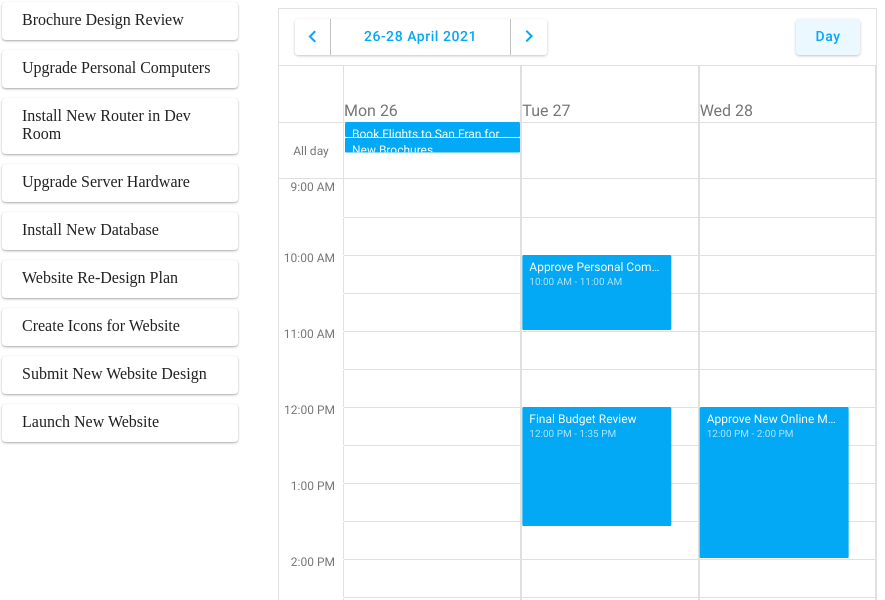 Brochure Design Review
Upgrade Personal Computers
Install New Router in Dev
Room
Upgrade Server Hardware
Install New Database
Website Re-Design Plan
Create Icons for Website
Submit New Website Design
Launch New Website
26-28 April 2021
Day
Mon 26
Tue 27
Wed 28
All day
Book Flights to San Fran for
New Brochures
9:00 AM
10:00 AM
Approve Personal Com...
10:00 AM - 11:00 AM
11:00 AM
12:00 PM
Final Budget Review
12:00 PM - 1:35 PM
Approve New Online M...
12:00 PM - 2:00 PM
1:00 PM
2:00 PM